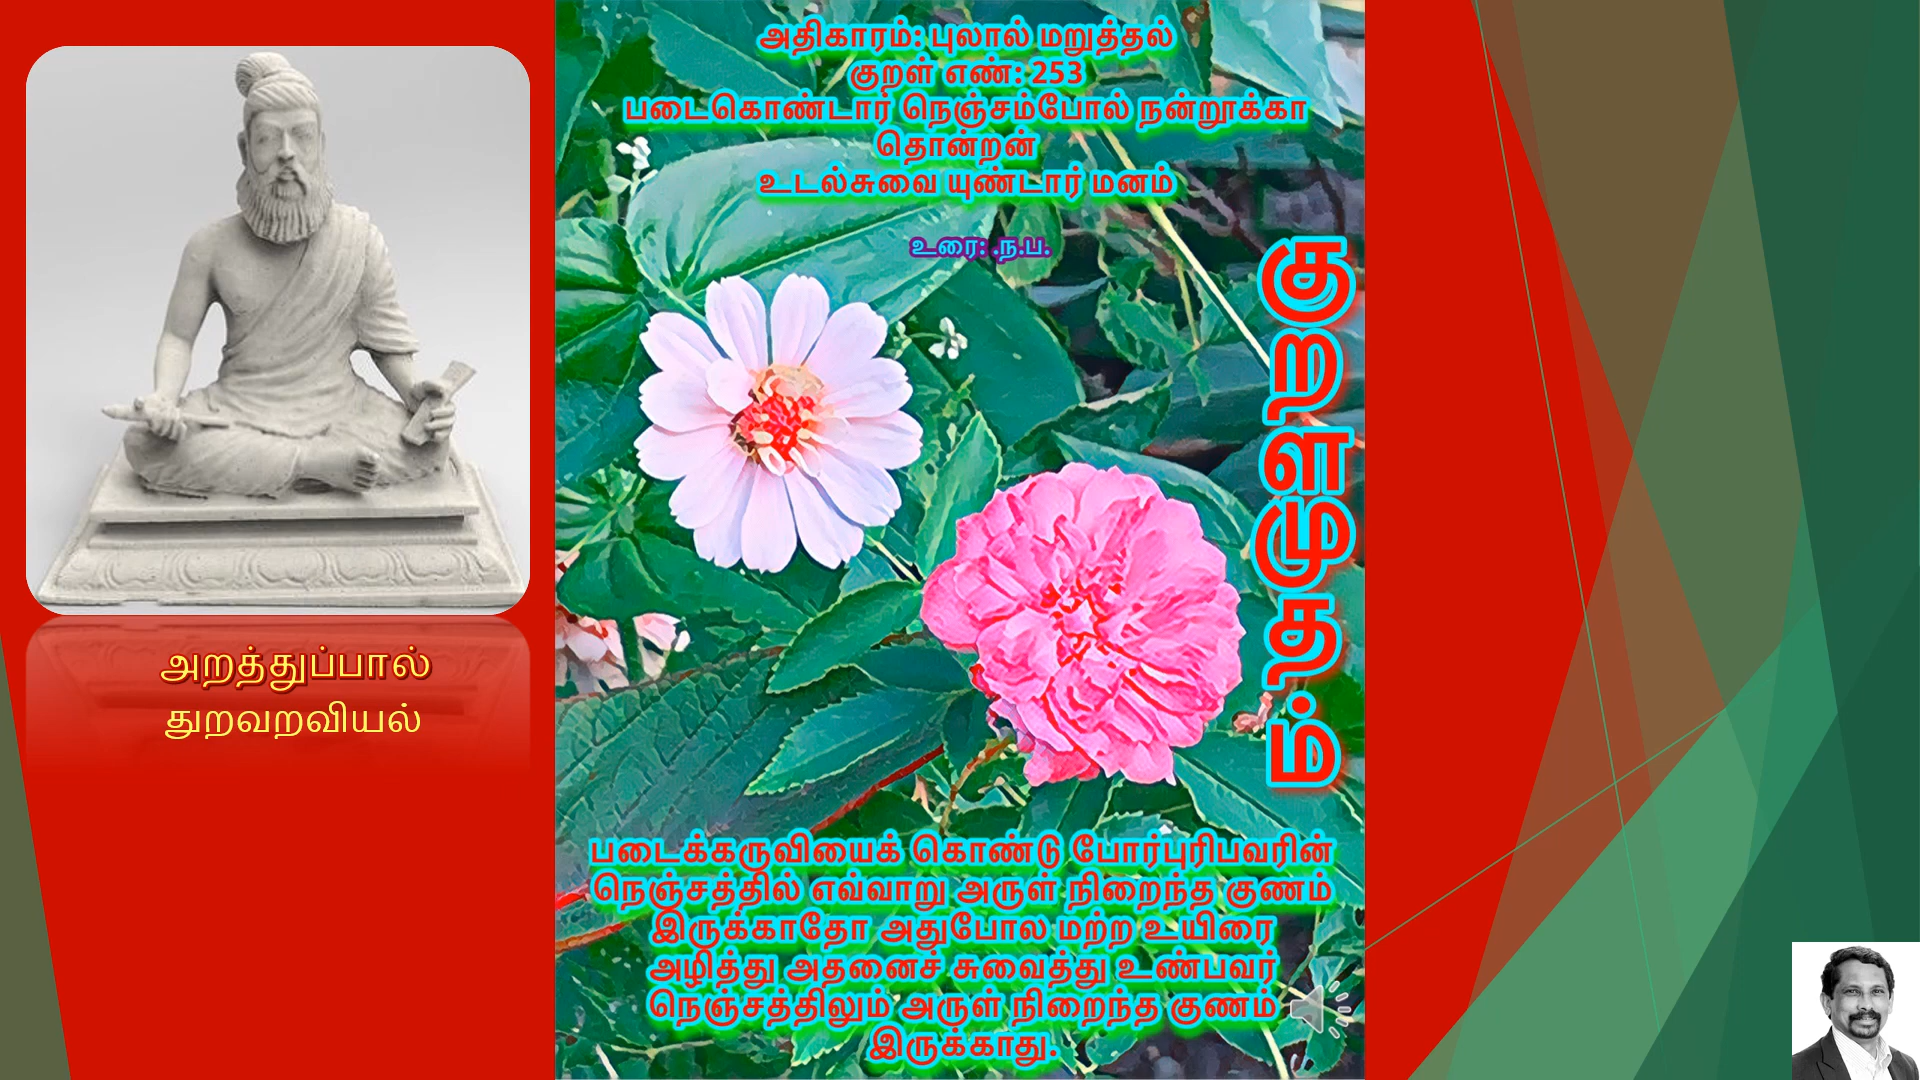 அதிகாரம்: புலால் மறுத்தல்
குறள் எண்: 253
படைகொண்டார் நெஞ்சம்போல் நன்றூக்கா
தொன்றன்
உடல்சுவை யுண்டார் மனம்
உரை: .ந.ப.
குறளமுதம்
அறத்துப்பால்
துறவறவியல்
படைக்கருவியைக் கொண்டு போர்புரிபவரின்
நெஞ்சத்தில் எவ்வாறு அருள் நிறைந்த குணம்
இருக்காதோ அதுபோல மற்ற உயிரை
அழித்து அதனைச் சுவைத்து உண்பவர்
நெஞ்சத்திலும் அருள் நிறைந்த குணம்
இருக்காது.